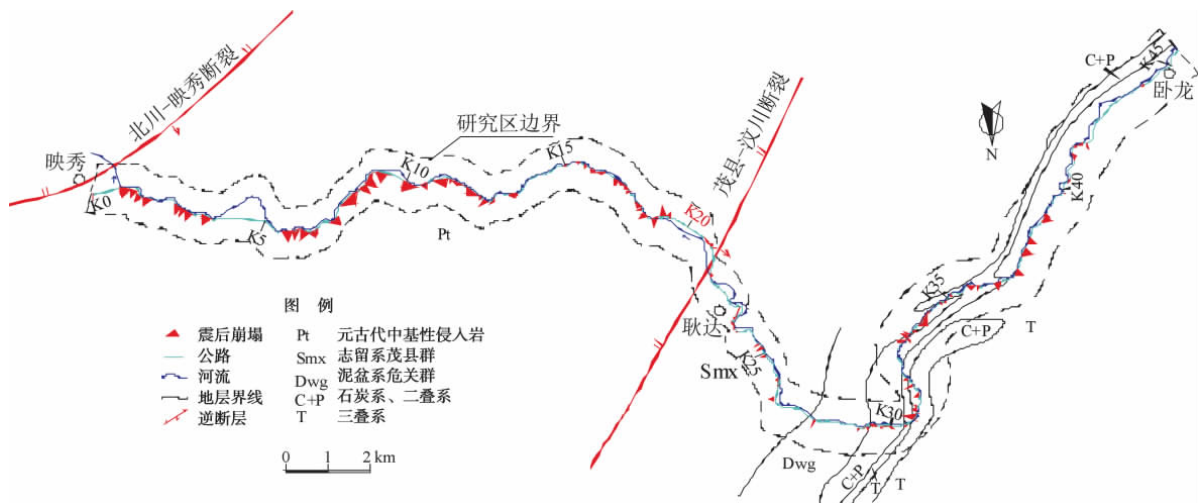 北川-映秀断裂
映秀
K0
K5
K10
研究区边界
K15
Pt
茂县-汶川断裂
K20
耿达
Smx
K25
Dwg
K30
C+P
T
T
C+P
T
K35
K40
C+P
K45
卧龙
N
图 例
震后崩塌
Pt 元古代中基性侵入岩
公路
Smx 志留系茂县群
河流
Dwg 泥盆系危关群
地层界线
C+P 石炭系、二叠系
逆断层
T 三叠系
0 1 2 km